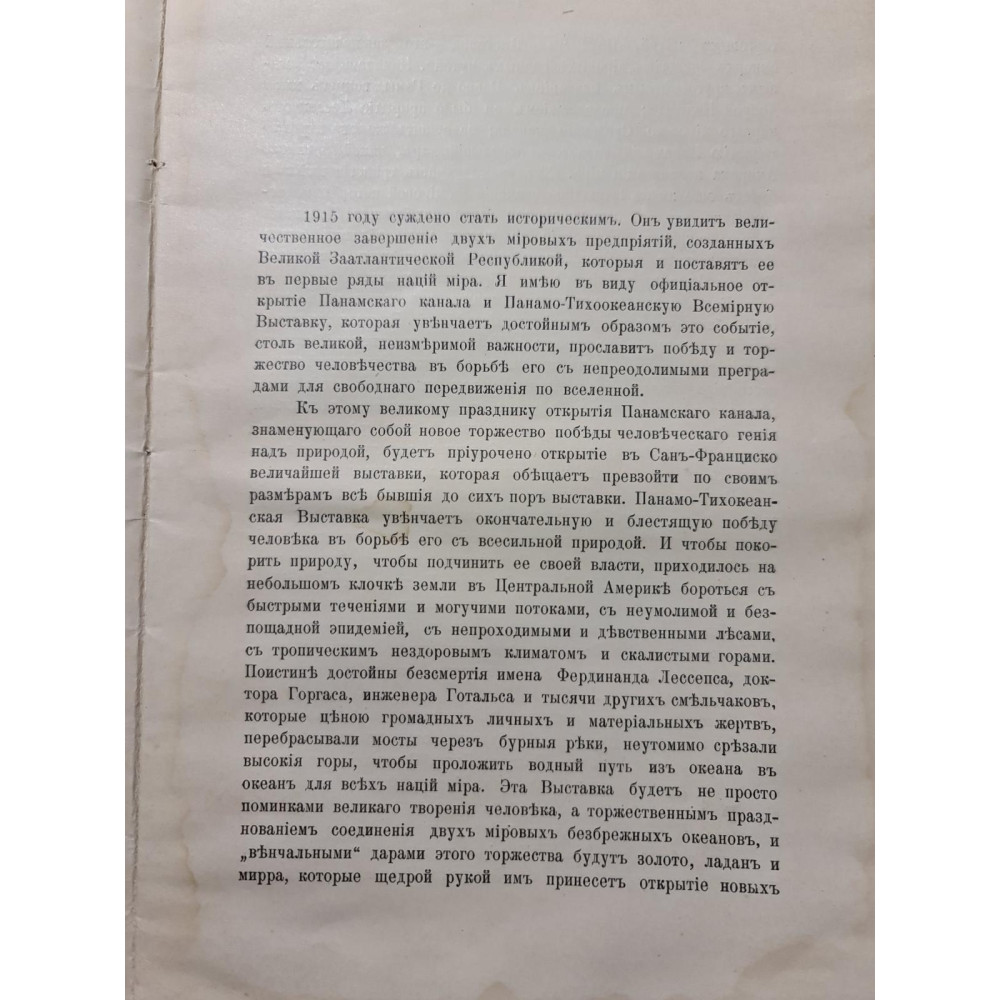 1915 году суждено стать историческимъ. Онъ увидитъ вели-
чественное завершеніе двухъ міровыхъ предпріятій, созданныхъ
Великой Заатлантической Республикой, которыя и поставятъ ее
въ первые ряды націй міра. Я имѣю въ виду официальное от-
крытіе Панамскаго канала и Панамо-Тихоокеанскую Всемірную
Выставку, которая увѣнчаетъ достойнымъ образомъ это событіе,
столь великой, неизмѣримой важности, прославитъ побѣду и тор-
жество человѣчества въ борьбѣ его съ непреодолимыми прегра-
дами для свободнаго передвиженія по вселенной.
Къ этому великому празднику открытія Панамскаго канала,
знаменующаго собой новое торжество побѣды человѣческаго генія
надъ природой, будетъ пріурочено открытіе въ Санъ-Франциско
величайшей выставки, которая обѣщаетъ превзойти по своимъ
размѣрамъ всѣ бывшія до сихъ поръ выставки. Панамо-Тихокеан-
ская Выставка увѣнчаетъ окончательную и блестящую побѣду
человѣка въ борьбѣ его съ всесильной природой. И чтобы поко-
рить природу, чтобы подчинить ее своей власти, приходилось на
небольшомъ клочкѣ земли въ Центральной Америкѣ бороться съ
быстрыми теченіями и могучими потоками, съ неумолимой и без-
пощадной эпидеміей, съ непроходимыми и дѣвственными лѣсами,
съ тропическимъ нездоровымъ климатомъ и скалистыми горами.
Поистинѣ достойны безсмертія имена Фердинанда Лессепса, док-
тора Горгаса, инженера Готальса и тысячи другихъ смѣльчаковъ,
которые цѣною громадныхъ личныхъ и матеріальныхъ жертвъ,
перебрасывали мосты черезъ бурныя рѣки, неутомимо срѣзали
высокія горы, чтобы проложить водный путь изъ океана въ
океанъ для всѣхъ націй міра. Эта Выставка будетъ не просто
поминками великаго творенія человѣка, а торжественнымъ празд-
нованіемъ соединенія двухъ міровыхъ безбрежныхъ океановъ, и
„вѣнчальными“ дарами этого торжества будутъ золото, ладанъ и
мирра, которые щедрой рукой имъ принесетъ открытіе новыхъ